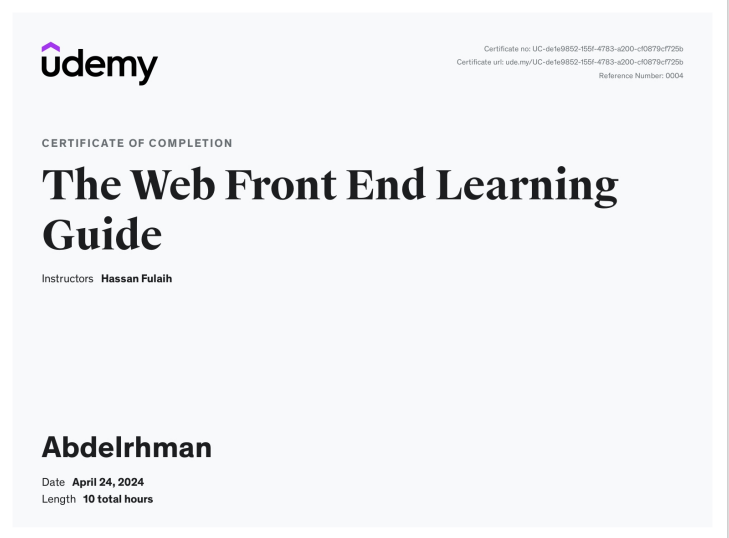 udemy
Certificate no: UC-de1e9852-155f-4783-a200-cf0879cf725b
Certificate url: ude.my/UC-de1e9852-155f-4783-a200-cf0879cf725b
Reference Number: 0004
CERTIFICATE OF COMPLETION
The Web Front End Learning
Guide
Instructors Hassan Fulaih
Abdelrhman
Date April 24, 2024
Length 10 total hours